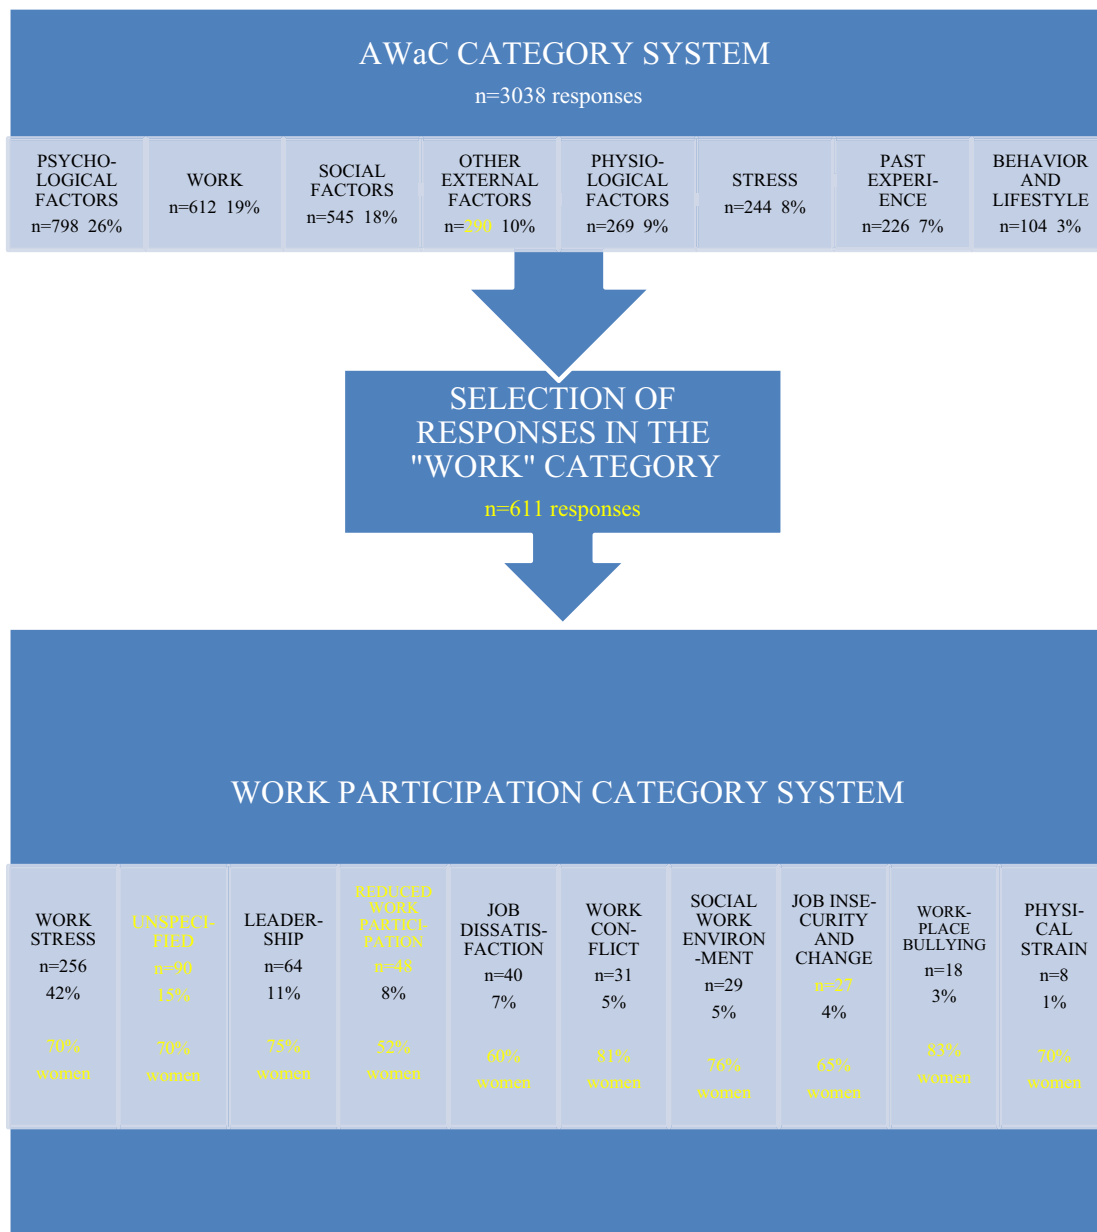 AWaC CATEGORY SYSTEM
n=3038 responses
PSYCHO-
LOGICAL
FACTORS
n=798 26%
WORK
n=612 19%
SOCIAL
FACTORS
n=545 18%
OTHER
EXTERNAL
FACTORS
n=290 10%
PHYSIO-
LOGICAL
FACTORS
n=269 9%
STRESS
n=244 8%
PAST
EXPERI-
ENCE
n=226 7%
BEHAVIOR
AND
LIFESTYLE
n=104 3%
SELECTION OF
RESPONSES IN THE
"WORK" CATEGORY
n=611 responses
WORK PARTICIPATION CATEGORY SYSTEM
WORK
STRESS
n=256
42%
70%
women
UNSPECI-
FIED
n=90
15%
70%
women
LEADER-
SHIP
n=64
11%
75%
women
REDUCED
WORK
PARTICI-
PATION
n=48
8%
52%
women
JOB
DISSATIS-
FACTION
n=40
7%
60%
women
WORK
CON-
FLICT
n=31
5%
81%
women
SOCIAL
WORK
ENVIRON
-MENT
n=29
5%
76%
women
JOB INSE-
CURITY
AND
CHANGE
n=27
4%
65%
women
WORK-
PLACE
BULLYING
n=18
3%
83%
women
PHYSI-
CAL
STRAIN
n=8
1%
70%
women